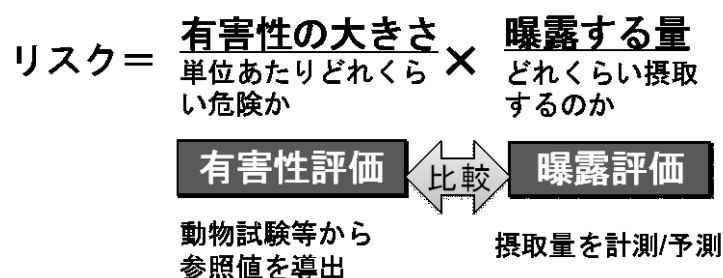 リスク＝ 有害性の大きさ × 曝露する量
単位あたりどれくら
い危険か
どれくらい摂取
するのか
有害性評価 比較 曝露評価
動物試験等から
参照値を導出
摂取量を計測/予測